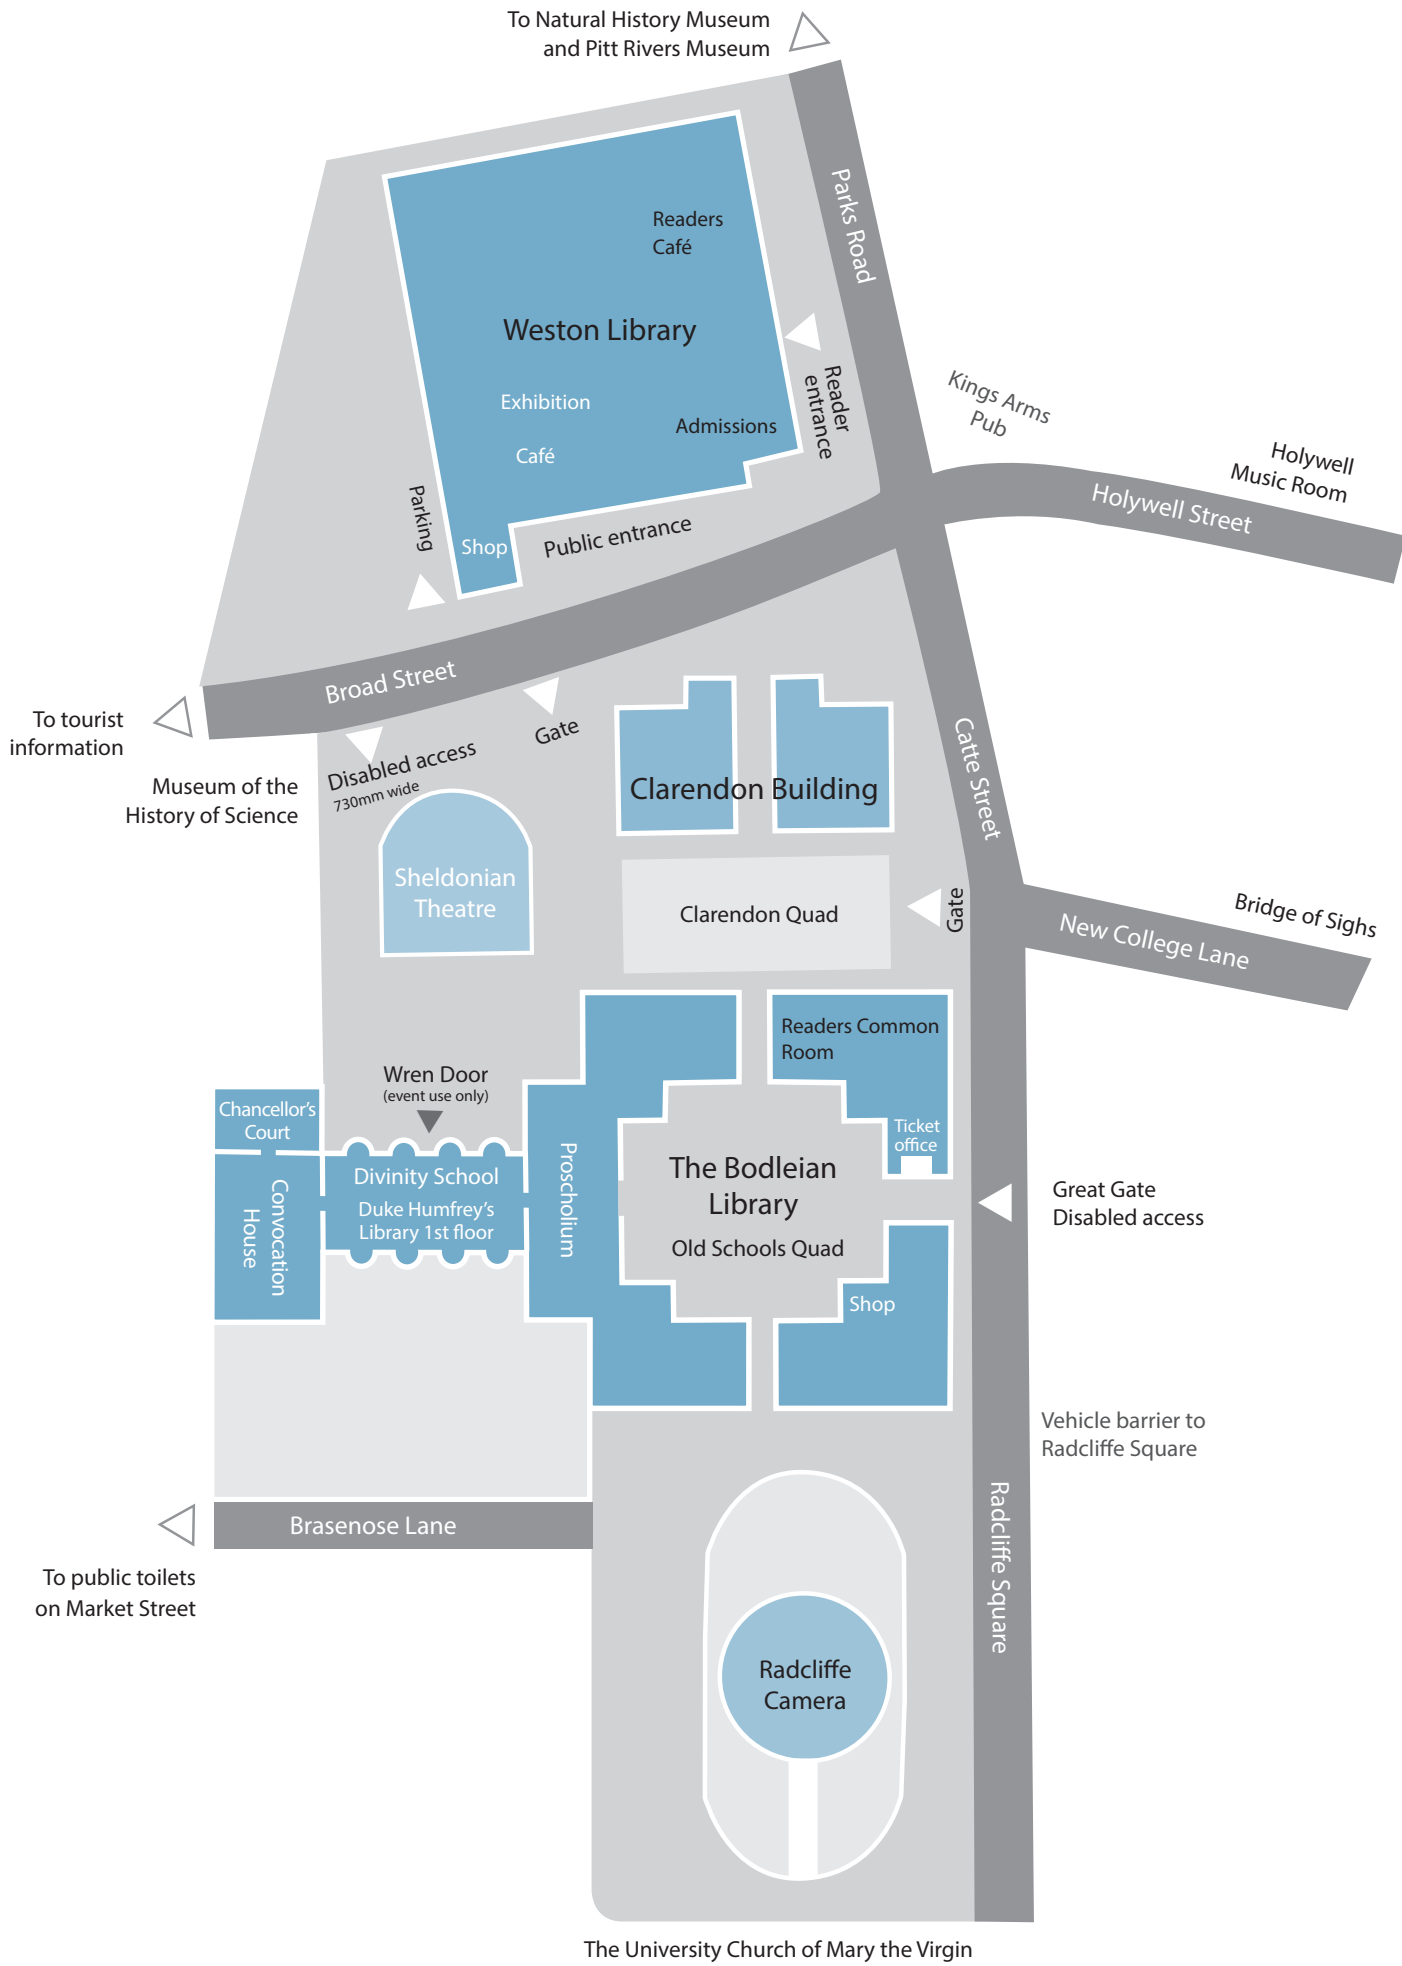 To Natural History Museum
and Pitt Rivers Museum
Parks Road
Readers
Café
Weston Library
Reader
entrance
Exhibition
Café
Admissions
Kings Arms
Pub
Holywell
Music Room
Holywell Street
Parking
Shop
Public entrance
Broad Street
To tourist
information
Gate
Disabled access
730mm wide
Museum of the
History of Science
Clarendon Building
Catte Street
Sheldonian
Theatre
Clarendon Quad
Gate
Bridge of Sighs
New College Lane
Readers Common
Room
Wren Door
(event use only)
Chancellor's
Court
Ticket
office
Divinity School
Duke Humfrey's
Library 1st floor
Convocation
House
Proscholium
The Bodleian
Library
Old Schools Quad
Great Gate
Disabled access
Shop
Vehicle barrier to
Radcliffe Square
Radcliffe Square
Brasenose Lane
To public toilets
on Market Street
Radcliffe
Camera
The University Church of Mary the Virgin